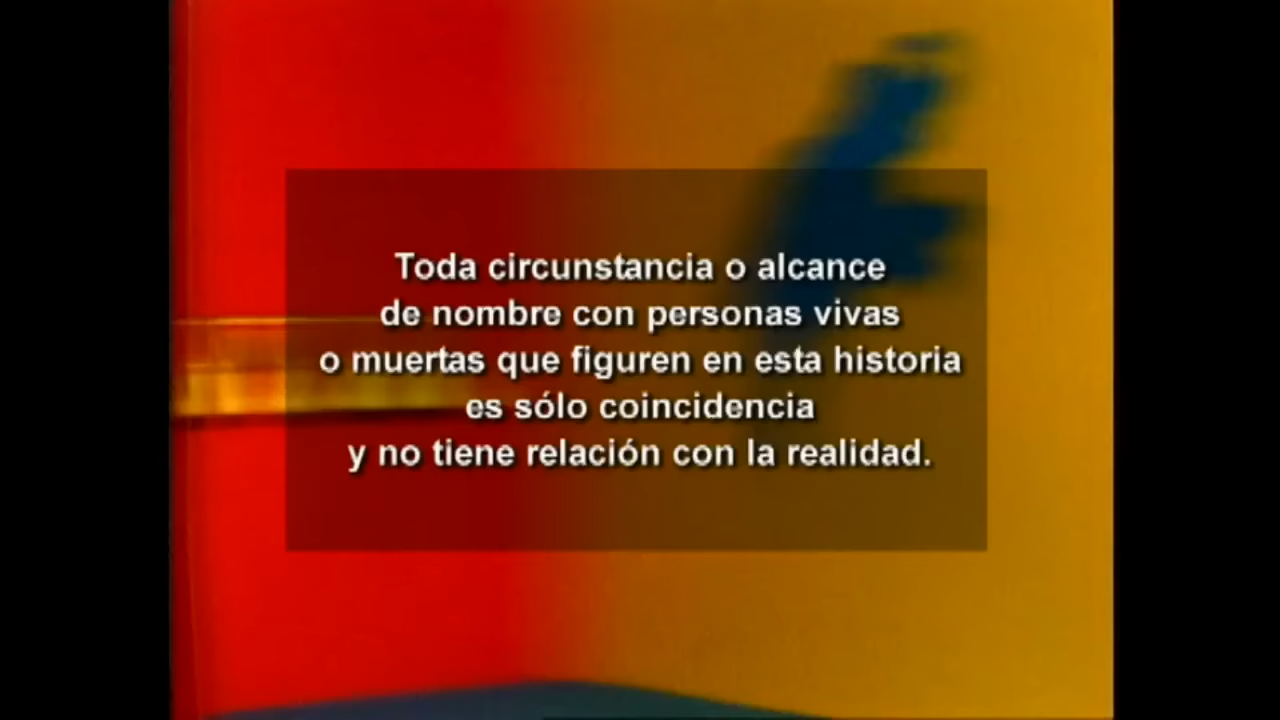 Toda circunstancia o alcance
de nombre con personas vivas
o muertas que figuren en esta historia
es sólo coincidencia
y no tiene relación con la realidad.